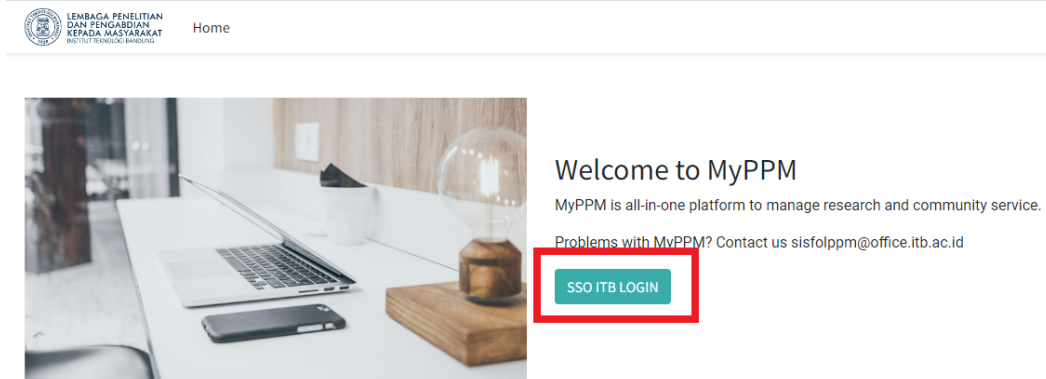 LEMBAGA PENELITIAN
DAN PENGABDIAN
KEPADA MASYARAKAT
INSTITUT TEKNOLOGI BANDUNG
Home
Welcome to MyPPM
MyPPM is all-in-one platform to manage research and community service.
Problems with MyPPM? Contact us sisfolppm@office.itb.ac.id
SSO ITB LOGIN